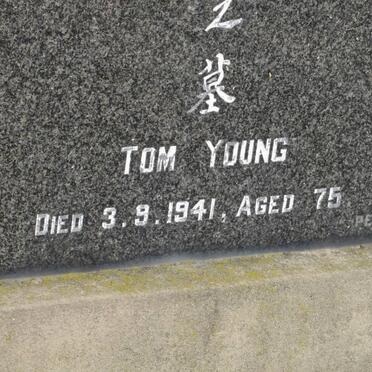 之
墓
TOM YOUNG
DIED 3.9.1941, AGED 75